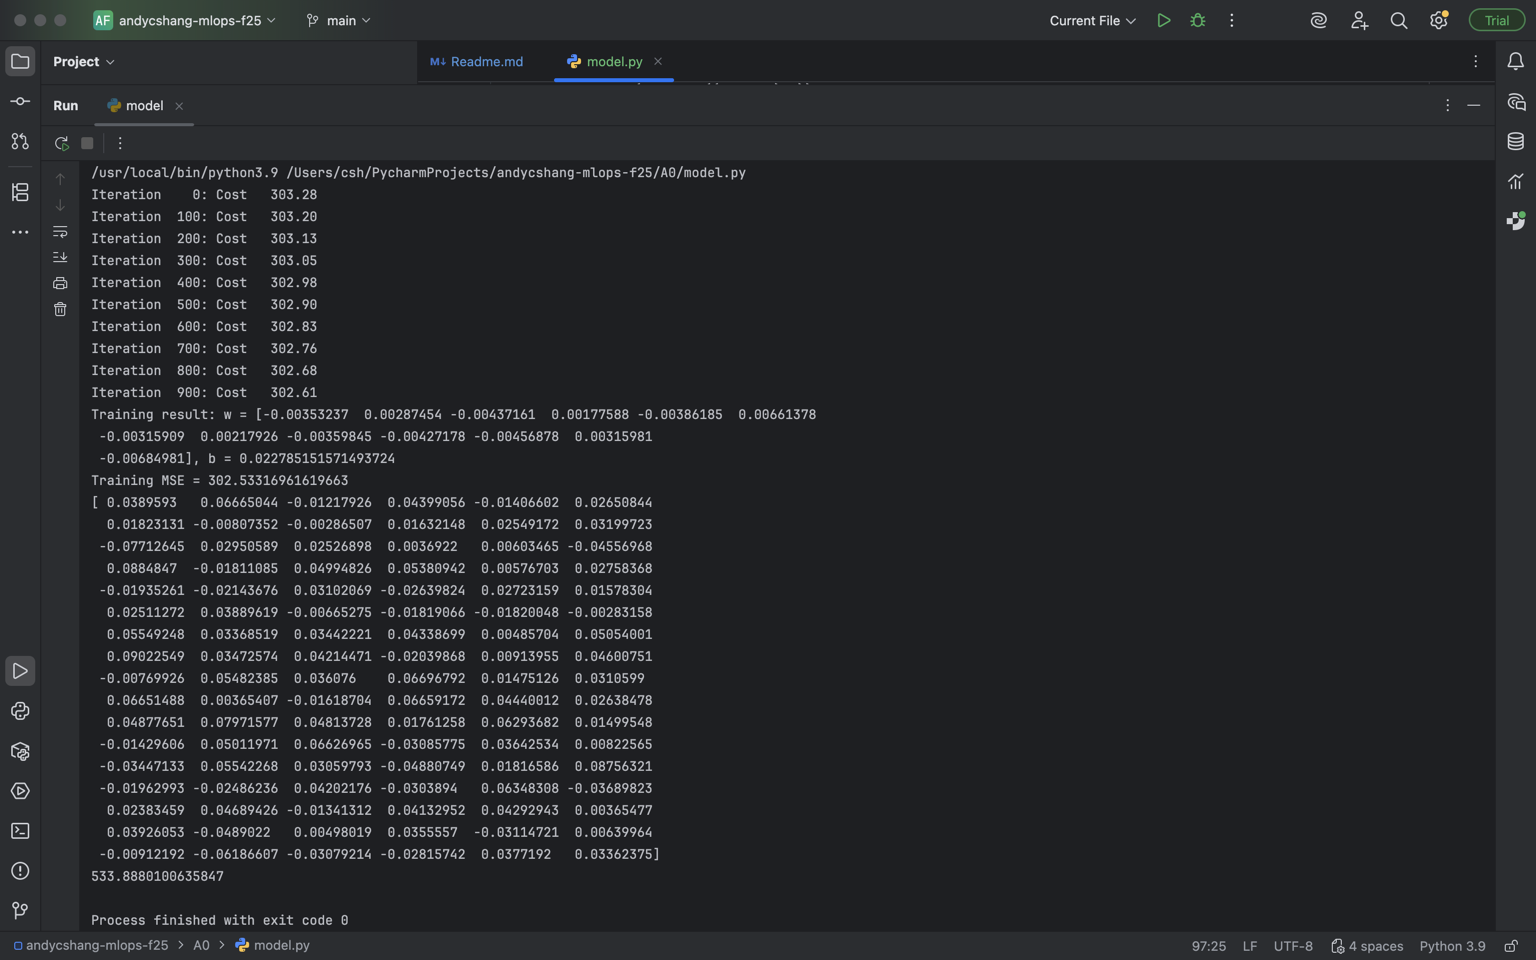 AF andycshang-mlops-f25 main Current File Trial
Project Readme.md model.py
Run model
/usr/local/bin/python3.9 /Users/csh/PycharmProjects/andycshang-mlops-f25/A0/model.py
Iteration    0: Cost   303.28
Iteration  100: Cost   303.20
Iteration  200: Cost   303.13
Iteration  300: Cost   303.05
Iteration  400: Cost   302.98
Iteration  500: Cost   302.90
Iteration  600: Cost   302.83
Iteration  700: Cost   302.76
Iteration  800: Cost   302.68
Iteration  900: Cost   302.61
Training result: w = [-0.00353237  0.00287454 -0.00437161  0.00177588 -0.00386185  0.00661378
 -0.00315909  0.00217926 -0.00359845 -0.00427178 -0.00456878  0.00315981
 -0.00684981], b = 0.022785151571493724
Training MSE = 302.53316961619663
[ 0.0389593   0.06665044 -0.01217926  0.04399056 -0.01406602  0.02650844
  0.01823131 -0.00807352 -0.00286507  0.01632148  0.02549172  0.03199723
 -0.07712645  0.02950589  0.02526898  0.0036922   0.00603465 -0.04556968
  0.0884847  -0.01811085  0.04994826  0.05380942  0.00576703  0.02758368
 -0.01935261 -0.02143676  0.03102069 -0.02639824  0.02723159  0.01578304
  0.02511272  0.03889619 -0.00665275 -0.01819066 -0.01820048 -0.00283158
  0.05549248  0.03368519  0.03442221  0.04338699  0.00485704  0.05054001
  0.09022549  0.03472574  0.04214471 -0.02039868  0.00913955  0.04600751
 -0.00769926  0.05482385  0.036076    0.06696792  0.01475126  0.0310599
  0.06651488  0.00365407 -0.01618704  0.06659172  0.04440012  0.02638478
  0.04877651  0.07971577  0.04813728  0.01761258  0.06293682  0.01499548
 -0.01429606  0.05011971  0.06626965 -0.03085775  0.03642534  0.00822565
 -0.03447133  0.05542268  0.03059793 -0.04880749  0.01816586  0.08756321
 -0.01962993 -0.02486236  0.04202176 -0.0303894   0.06348308 -0.03689823
  0.02383459  0.04689426 -0.01341312  0.04132952  0.04292943  0.00365477
  0.03926053 -0.0489022   0.00498019  0.0355557  -0.03114721  0.00639964
 -0.00912192 -0.06186607 -0.03079214 -0.02815742  0.0377192   0.03362375]
533.8880100635847
Process finished with exit code 0
andycshang-mlops-f25 > A0 > model.py 97:25 LF UTF-8 4 spaces Python 3.9